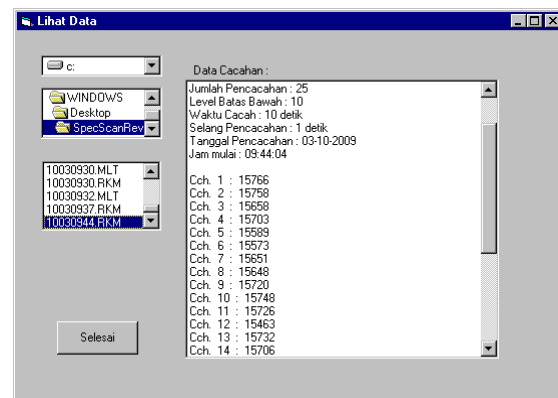 Lihat Data
c:
WINDOWS
Desktop
SpecScanRev
10030930.MLT
10030930.RKM
10030932.MLT
10030937.RKM
10030944.RKM
Selesai
Data Cacahan :
Jumlah Pencacahan : 25
Level Batas Bawah : 10
Waktu Cacah : 10 detik
Selang Pencacahan : 1 detik
Tanggal Pencacahan : 03-10-2009
Jam mulai : 09:44:04
Cch. 1 : 15766
Cch. 2 : 15758
Cch. 3 : 15658
Cch. 4 : 15703
Cch. 5 : 15589
Cch. 6 : 15573
Cch. 7 : 15651
Cch. 8 : 15648
Cch. 9 : 15720
Cch. 10 : 15748
Cch. 11 : 15726
Cch. 12 : 15463
Cch. 13 : 15732
Cch. 14 : 15706